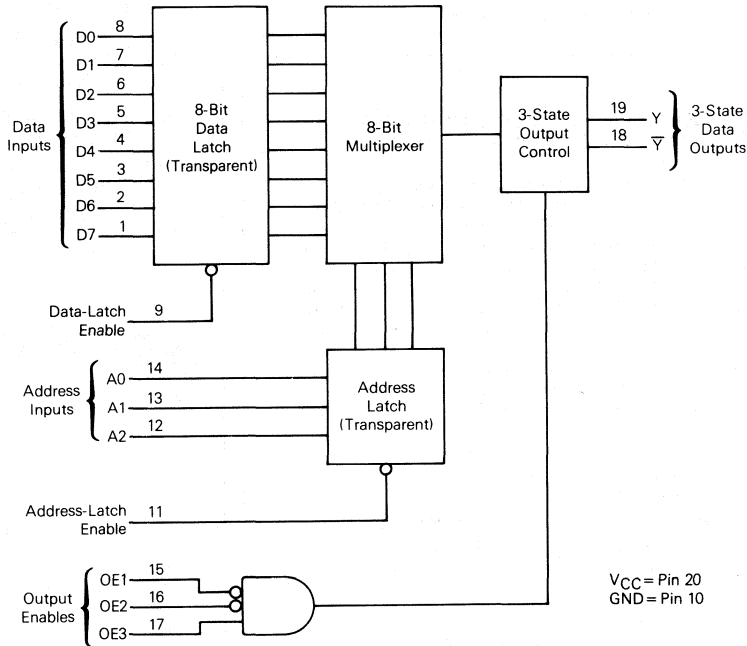 Data
Inputs
D0 8
D1 7
D2 6
D3 5
D4 4
D5 3
D6 2
D7 1
8-Bit
Data
Latch
(Transparent)
8-Bit
Multiplexer
3-State
Output
Control
19 Y
18 Y̅
3-State
Data
Outputs
Data-Latch
Enable
9
Address
Inputs
A0 14
A1 13
A2 12
Address
Latch
(Transparent)
Address-Latch
Enable
11
Output
Enables
OE1 15
OE2 16
OE3 17
VCC = Pin 20
GND = Pin 10